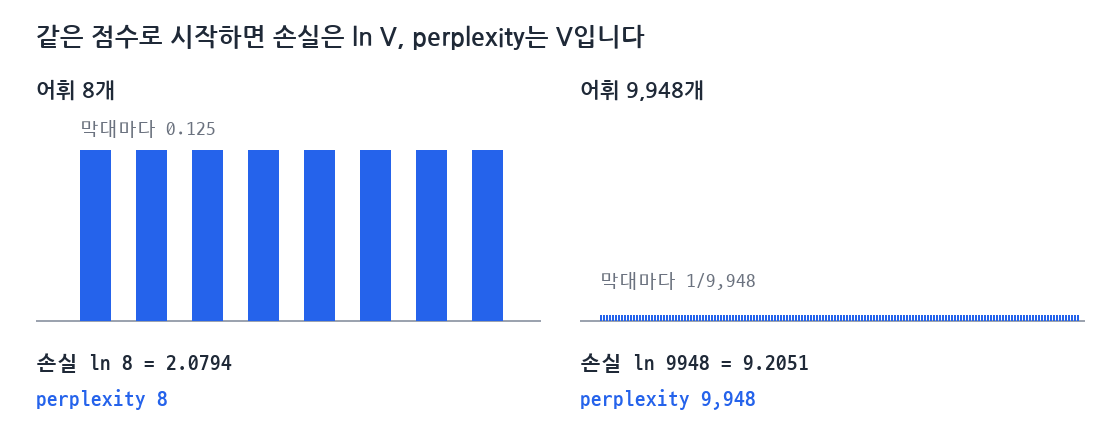 같은 점수로 시작하면 손실은 ln V, perplexity는 V입니다
어휘 8개
막대마다 0.125
손실 ln 8 = 2.0794
perplexity 8
어휘 9,948개
막대마다 1/9,948
손실 ln 9948 = 9.2051
perplexity 9,948